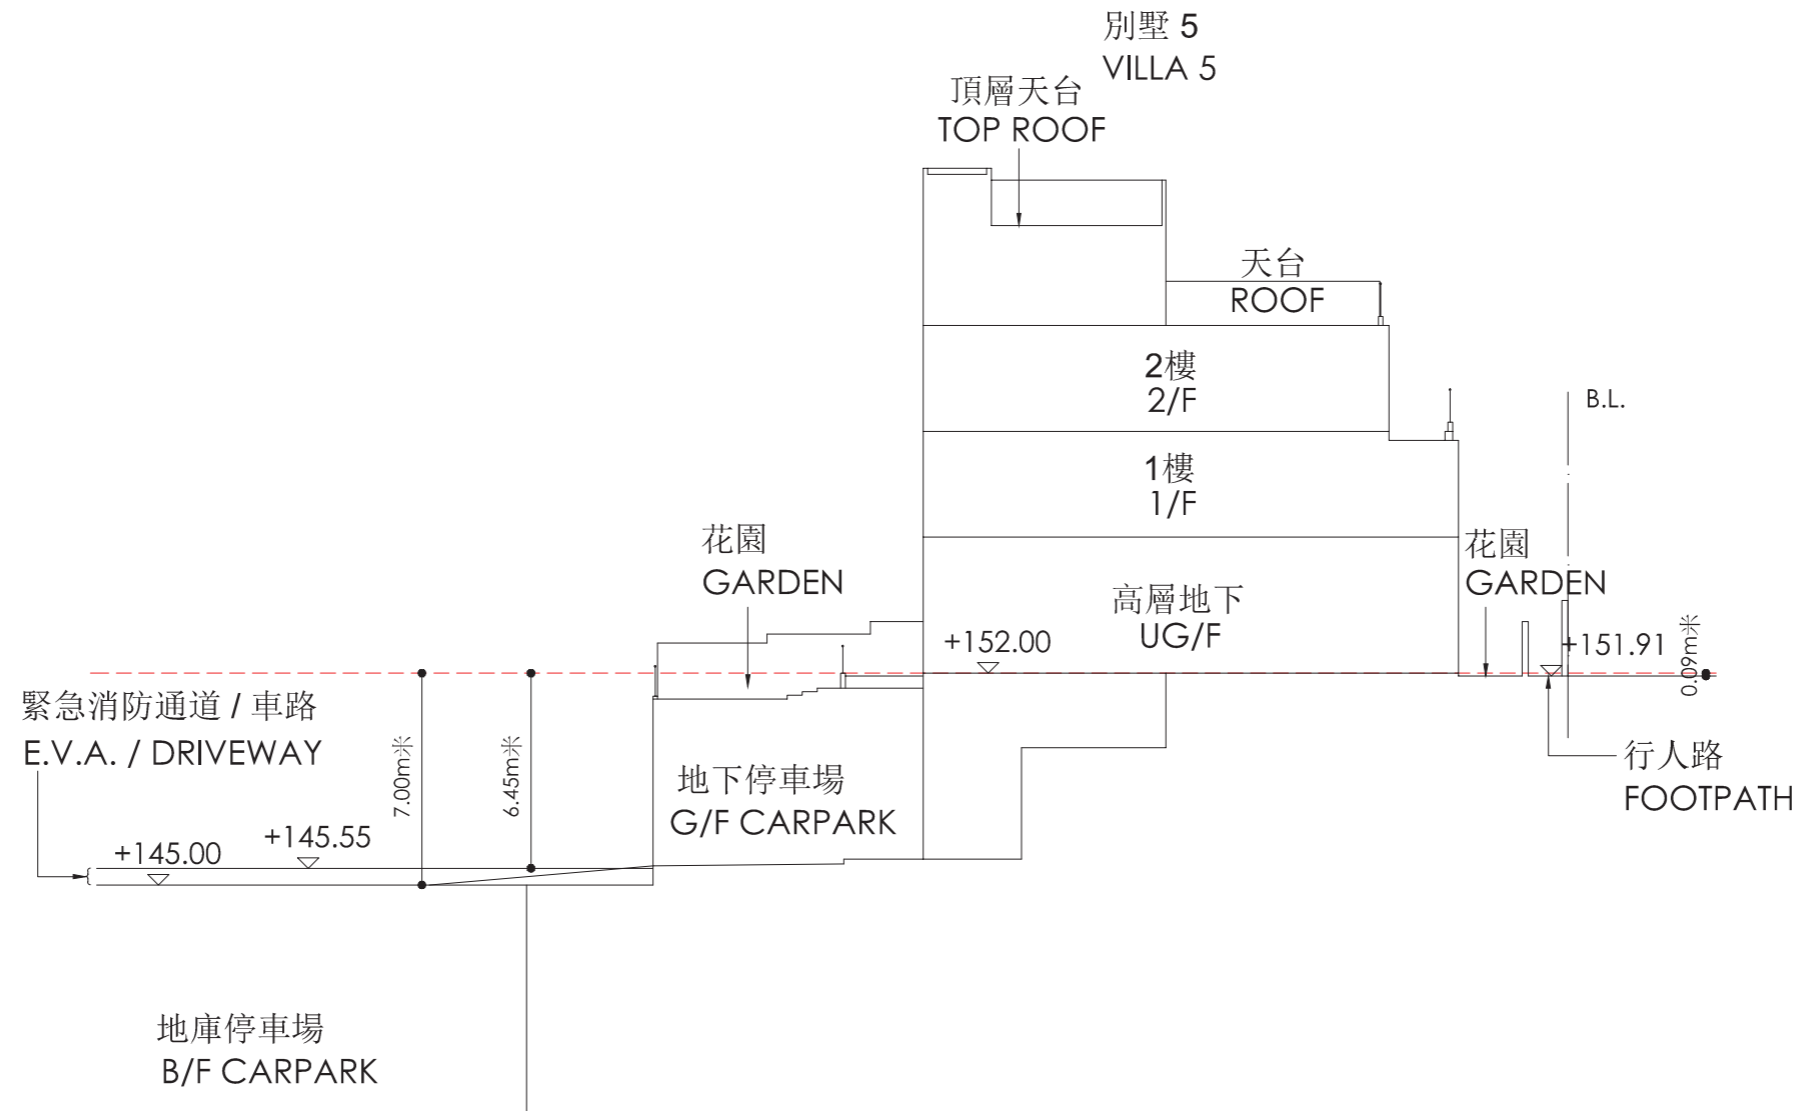 別墅 5
VILLA 5
頂層天台
TOP ROOF
天台
ROOF
2樓
2/F
B.L.
1樓
1/F
花園
GARDEN
花園
GARDEN
高層地下
UG/F
+152.00
+151.91
0.09m米
緊急消防通道 / 車路
E.V.A. / DRIVEWAY
7.00m米
6.45m米
地下停車場
G/F CARPARK
行人路
FOOTPATH
+145.00
+145.55
地庫停車場
B/F CARPARK